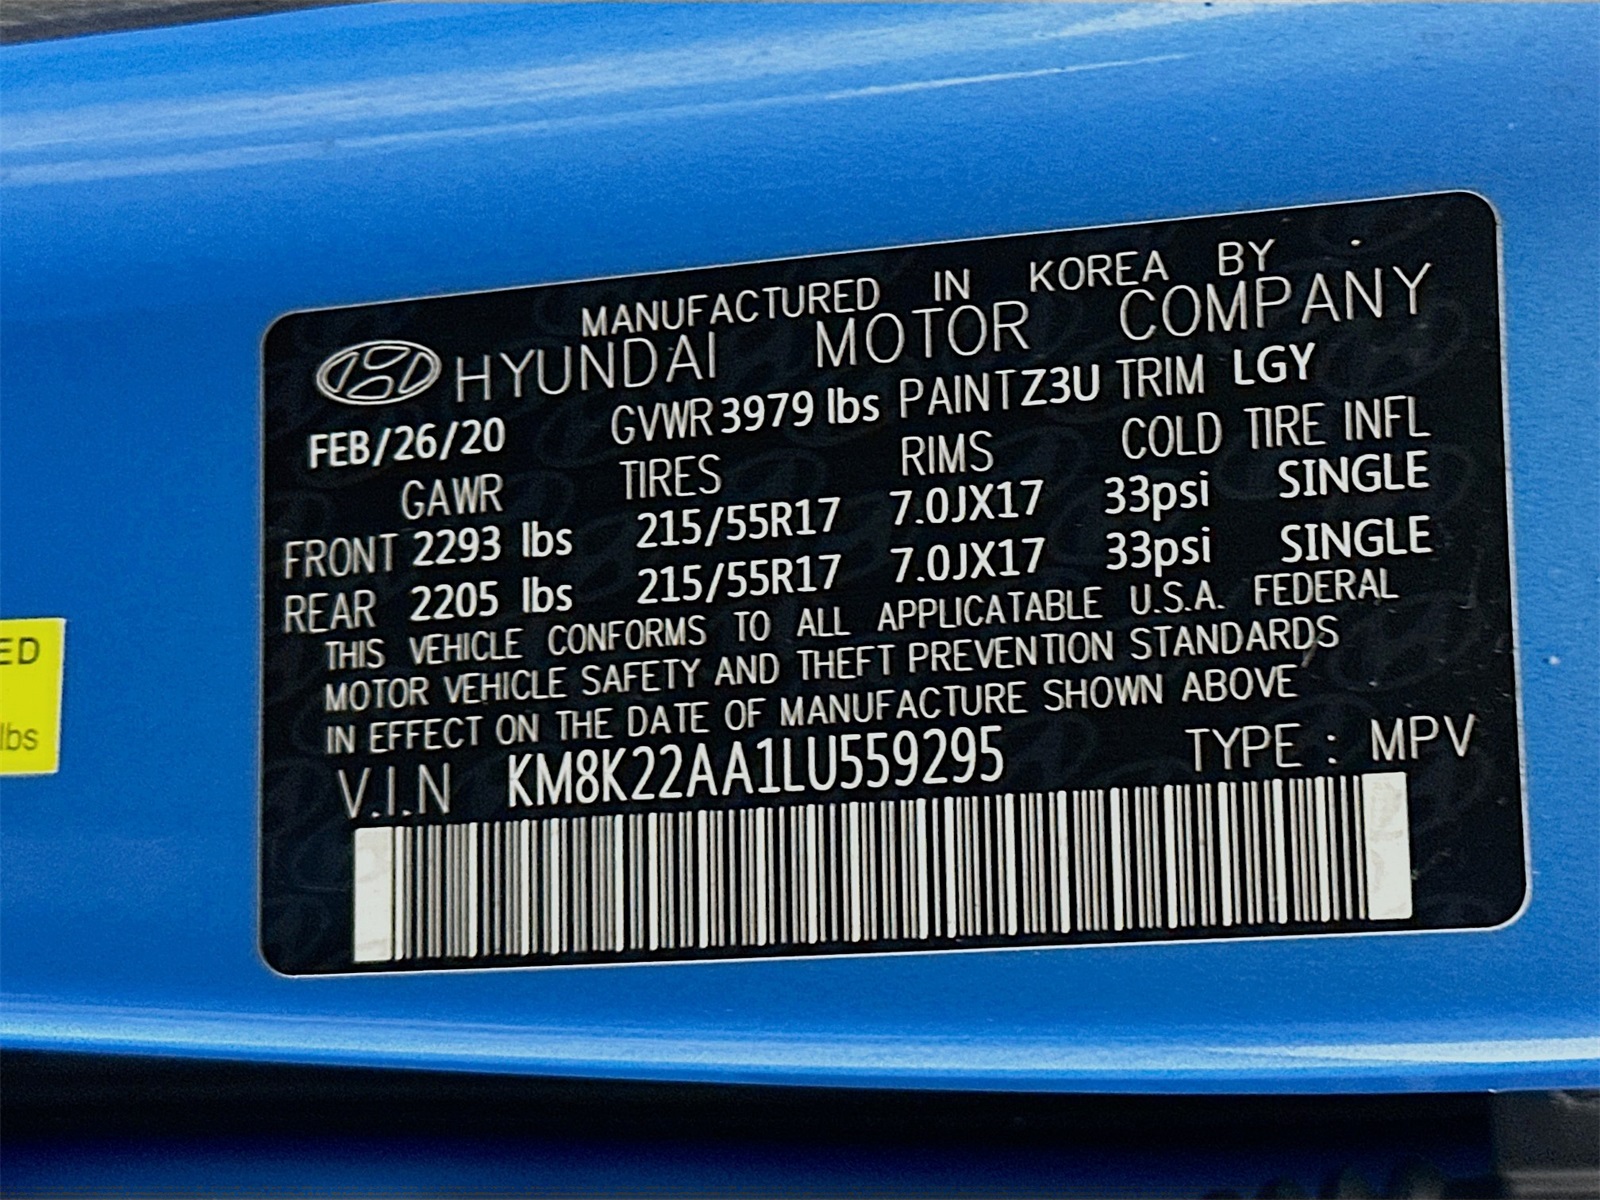 MANUFACTURED IN KOREA BY
HYUNDAI MOTOR COMPANY
FEB/26/20 GVWR 3979 lbs PAINT Z3U TRIM LGY
GAWR TIRES RIMS COLD TIRE INFL
FRONT 2293 lbs 215/55R17 7.0JX17 33psi SINGLE
REAR 2205 lbs 215/55R17 7.0JX17 33psi SINGLE
THIS VEHICLE CONFORMS TO ALL APPLICATABLE U.S.A. FEDERAL
MOTOR VEHICLE SAFETY AND THEFT PREVENTION STANDARDS
IN EFFECT ON THE DATE OF MANUFACTURE SHOWN ABOVE
V.I.N KM8K22AA1LU559295 TYPE : MPV
ED
lbs